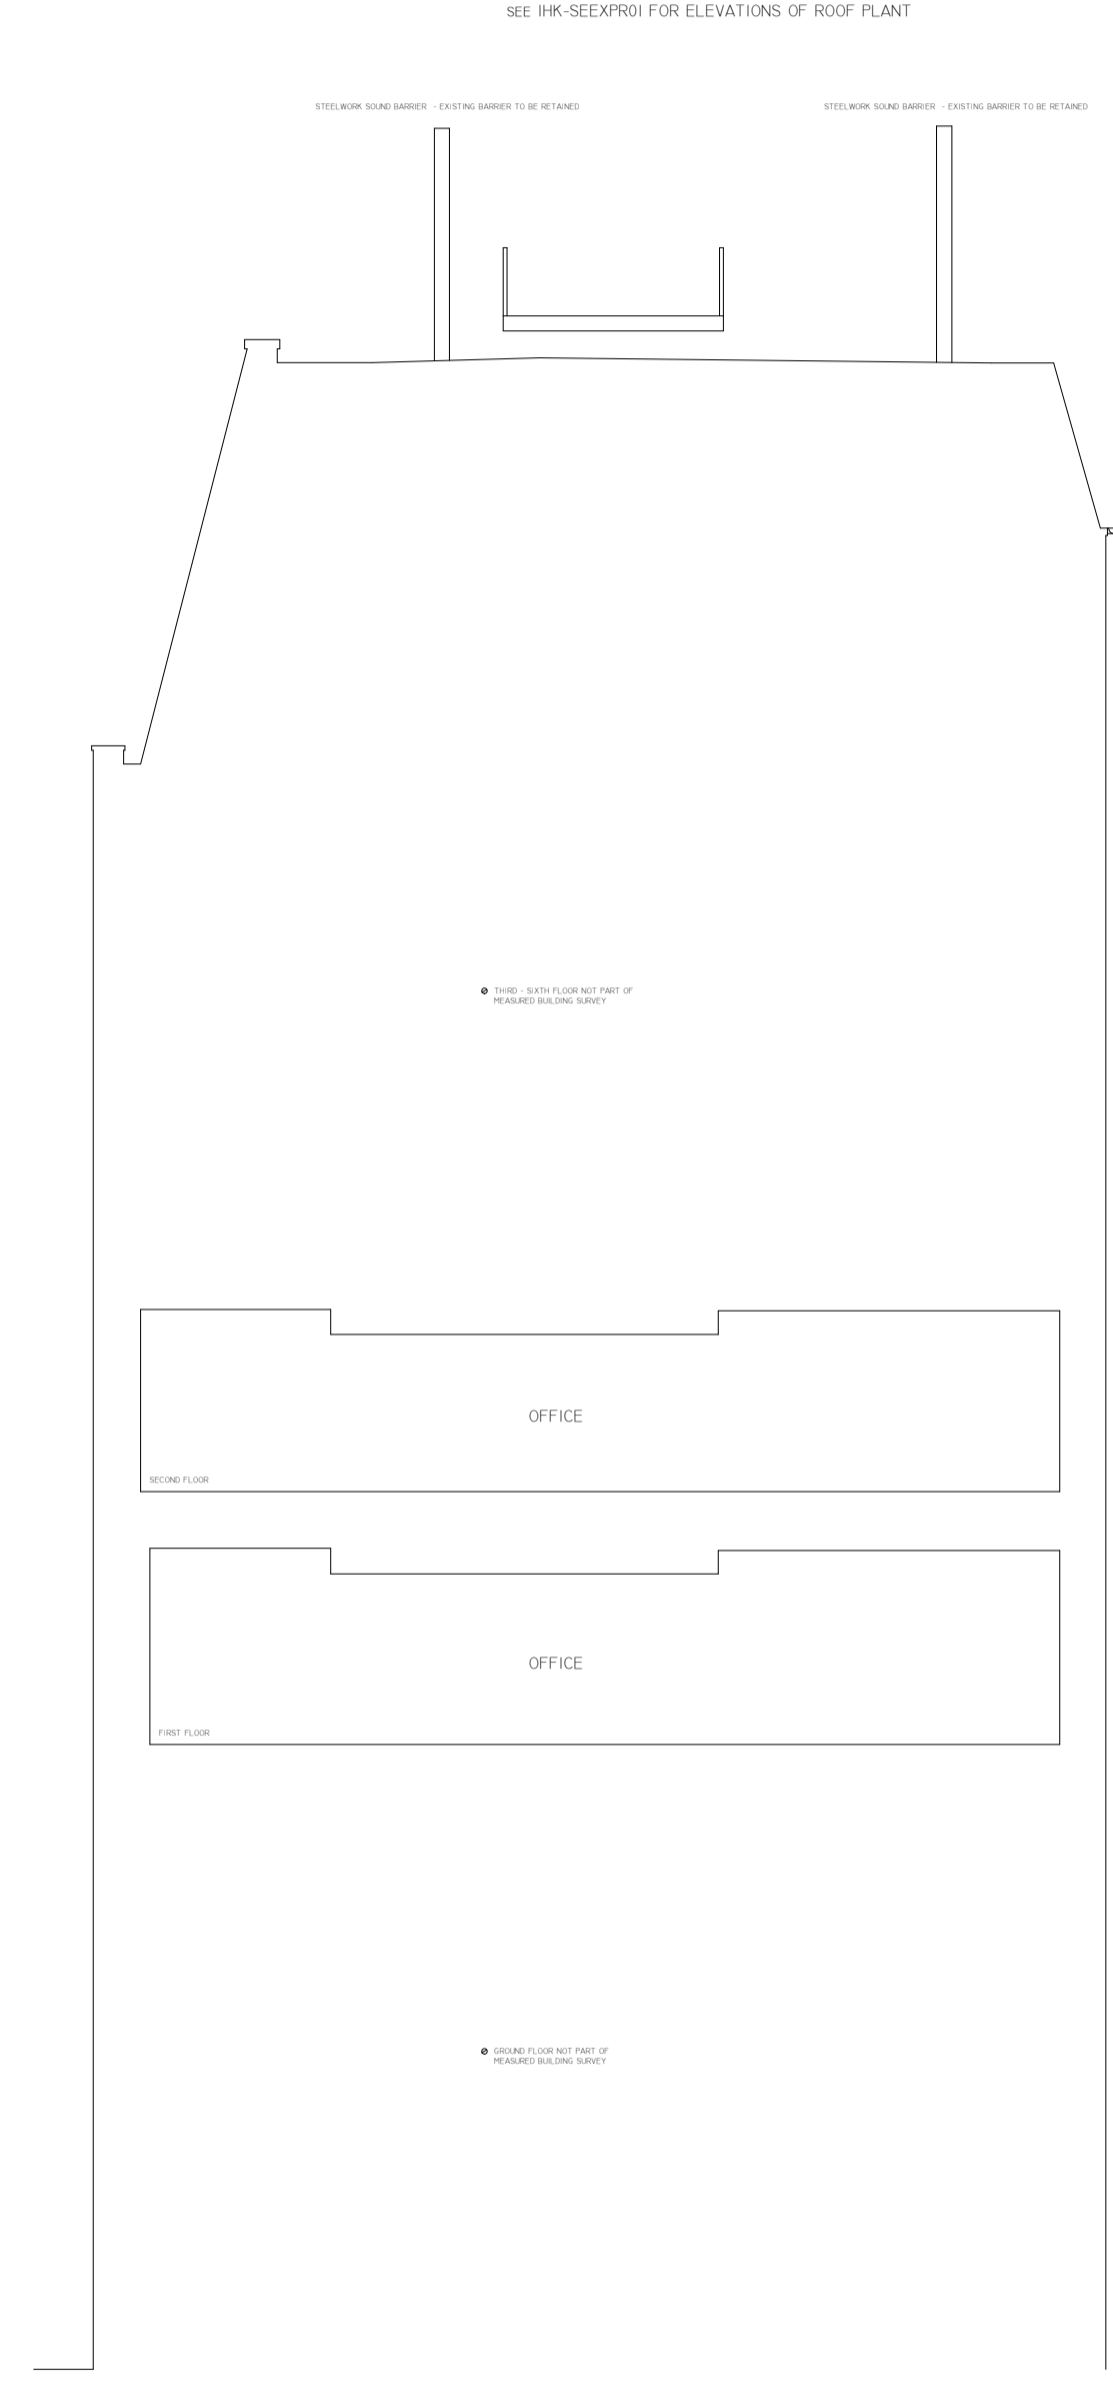 SEE IHK-SEEXPR01 FOR ELEVATIONS OF ROOF PLANT
STEELWORK SOUND BARRIER - EXISTING BARRIER TO BE RETAINED
STEELWORK SOUND BARRIER - EXISTING BARRIER TO BE RETAINED
THIRD - SIXTH FLOOR NOT PART OF
MEASURED BUILDING SURVEY
OFFICE
SECOND FLOOR
OFFICE
FIRST FLOOR
GROUND FLOOR NOT PART OF
MEASURED BUILDING SURVEY